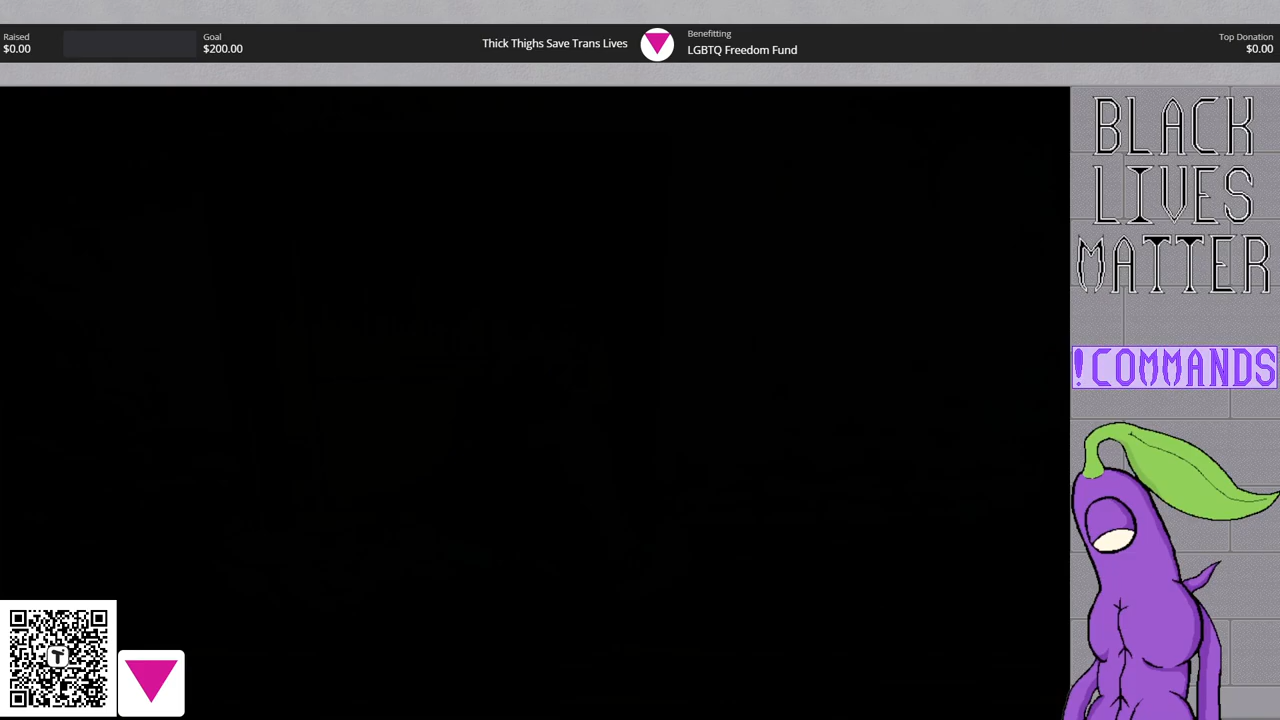 Raised
$0.00
Goal
$200.00
Thick Thighs Save Trans Lives
Benefitting
LGBTQ Freedom Fund
Top Donation
$0.00
BLACK
LIVES
MATTER
!COMMANDS
T